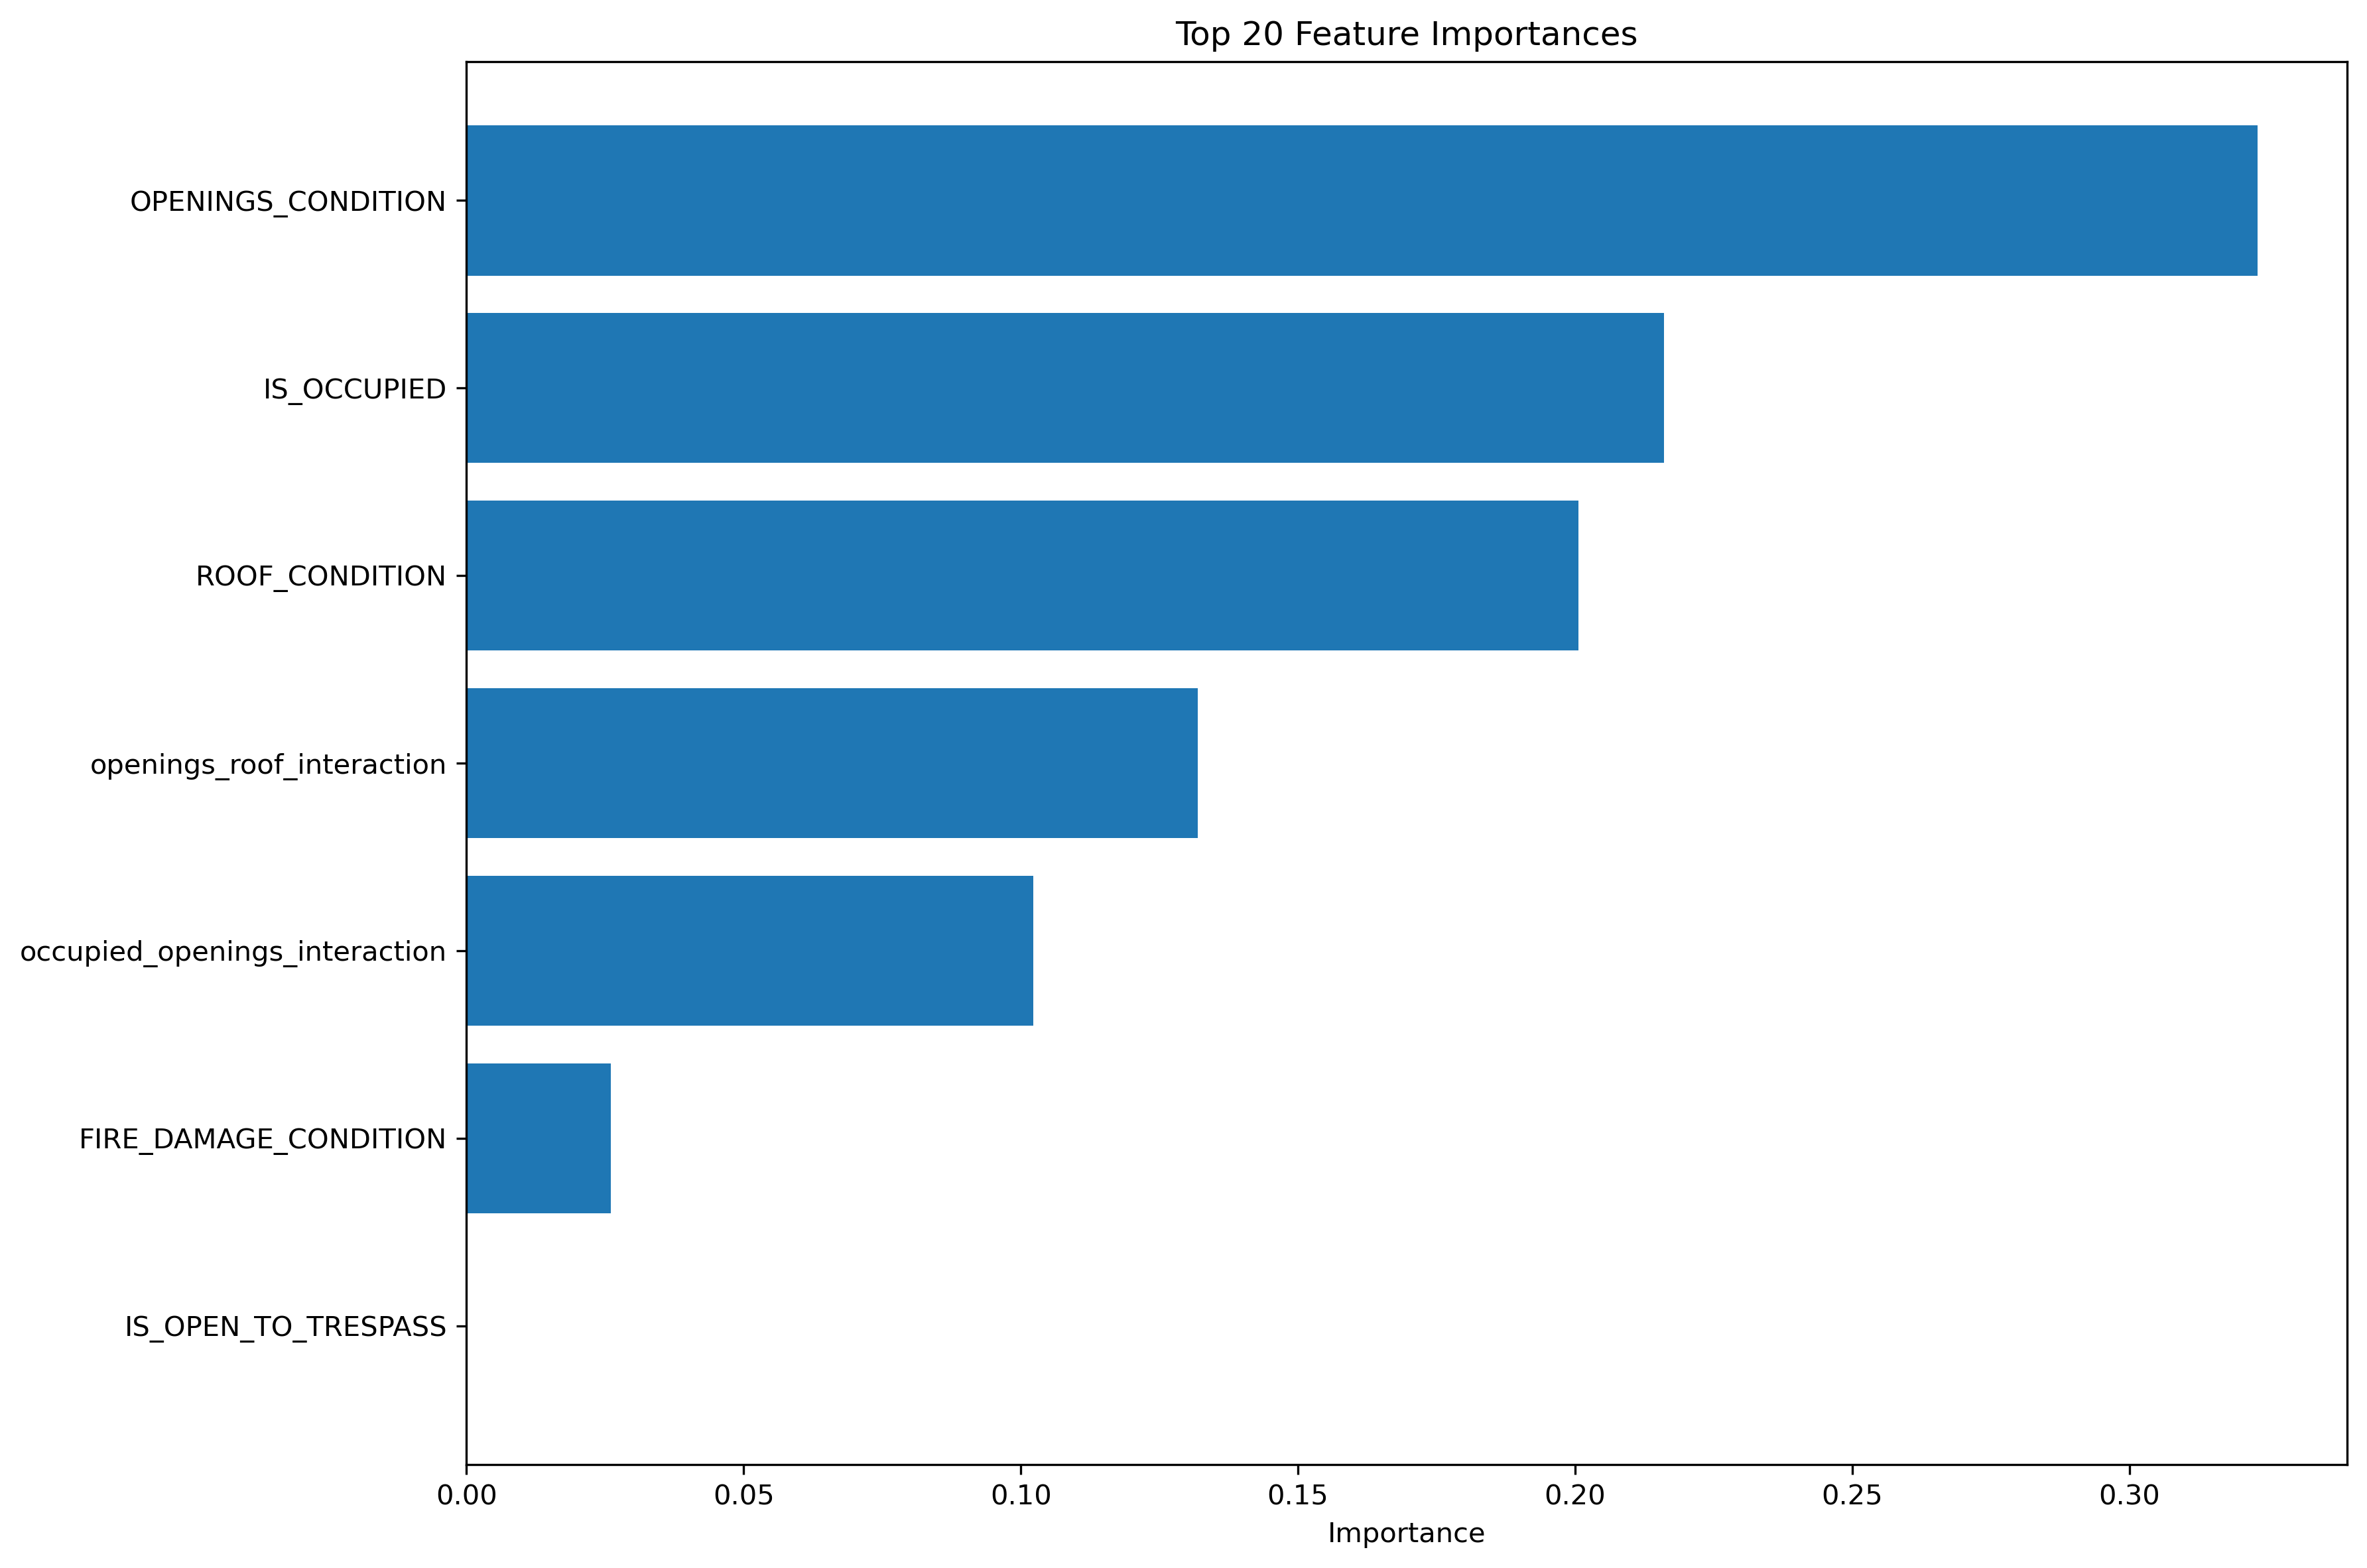 Top 20 Feature Importances
OPENINGS_CONDITION
IS_OCCUPIED
ROOF_CONDITION
openings_roof_interaction
occupied_openings_interaction
FIRE_DAMAGE_CONDITION
IS_OPEN_TO_TRESPASS
0.00 0.05 0.10 0.15 0.20 0.25 0.30
Importance